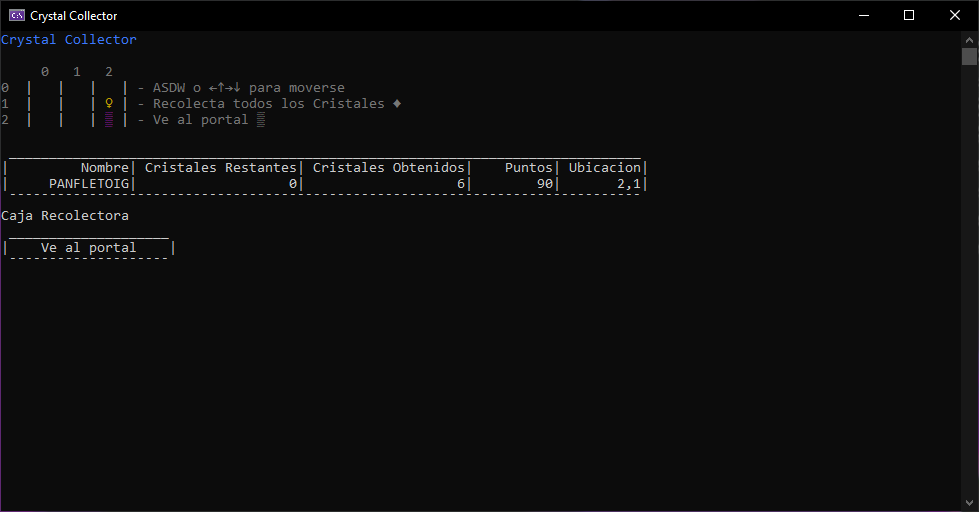 Crystal Collector
Crystal Collector
0 1 2
0 | | | | - ASDW o ←↑→↓ para moverse
1 | | | ♀ | - Recolecta todos los Cristales ♦
2 | | | ▒ | - Ve al portal ▒
| Nombre| Cristales Restantes| Cristales Obtenidos| Puntos| Ubicacion|
| PANFLETOIG| 0| 6| 90| 2,1|
Caja Recolectora
| Ve al portal |